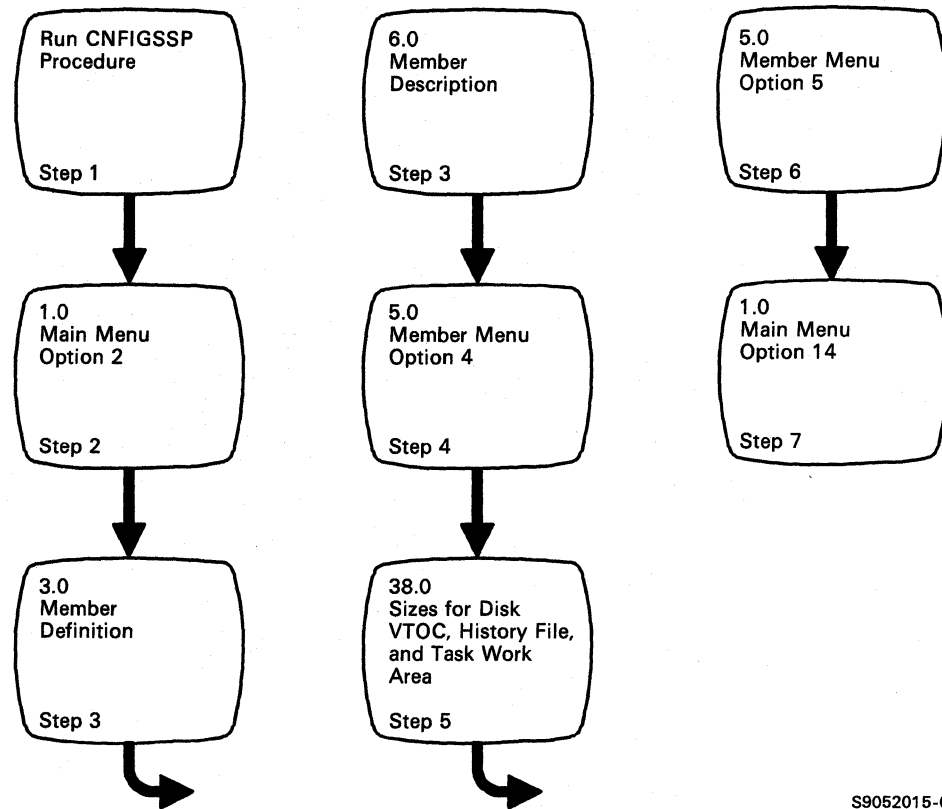 Run CNFIGSSP
Procedure
Step 1
1.0
Main Menu
Option 2
Step 2
3.0
Member
Definition
Step 3
6.0
Member
Description
Step 3
5.0
Member Menu
Option 4
Step 4
38.0
Sizes for Disk
VTOC, History File,
and Task Work
Area
Step 5
5.0
Member Menu
Option 5
Step 6
1.0
Main Menu
Option 14
Step 7